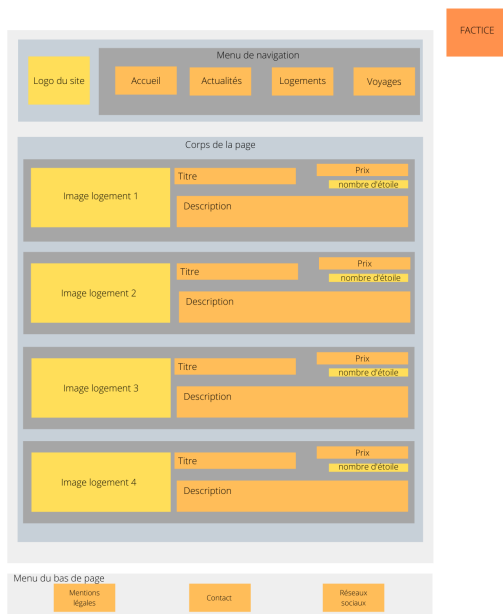 FACTICE
Menu de navigation
Logo du site
Accueil
Actualités
Logements
Voyages
Corps de la page
Image logement 1
Titre
Prix
nombre d'étoile
Description
Image logement 2
Titre
Prix
nombre d'étoile
Description
Image logement 3
Titre
Prix
nombre d'étoile
Description
Image logement 4
Titre
Prix
nombre d'étoile
Description
Menu du bas de page
Mentions
légales
Contact
Réseaux
sociaux